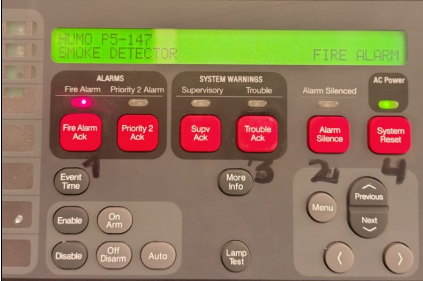 HUMO P5-147
SMOKE DETECTOR FIRE ALARM
ALARMS
Fire Alarm Priority 2 Alarm
SYSTEM WARNINGS
Supervisory Trouble
Alarm Silenced
AC Power
Fire Alarm
Ack
Priority 2
Ack
Supv
Ack
Trouble
Ack
Alarm
Silence
System
Reset
1 3 2 4
Event
Time
More
Info
Menu
Previous
Next
Enable
On
Arm
Disable
Off
Disarm
Auto
Lamp
Test